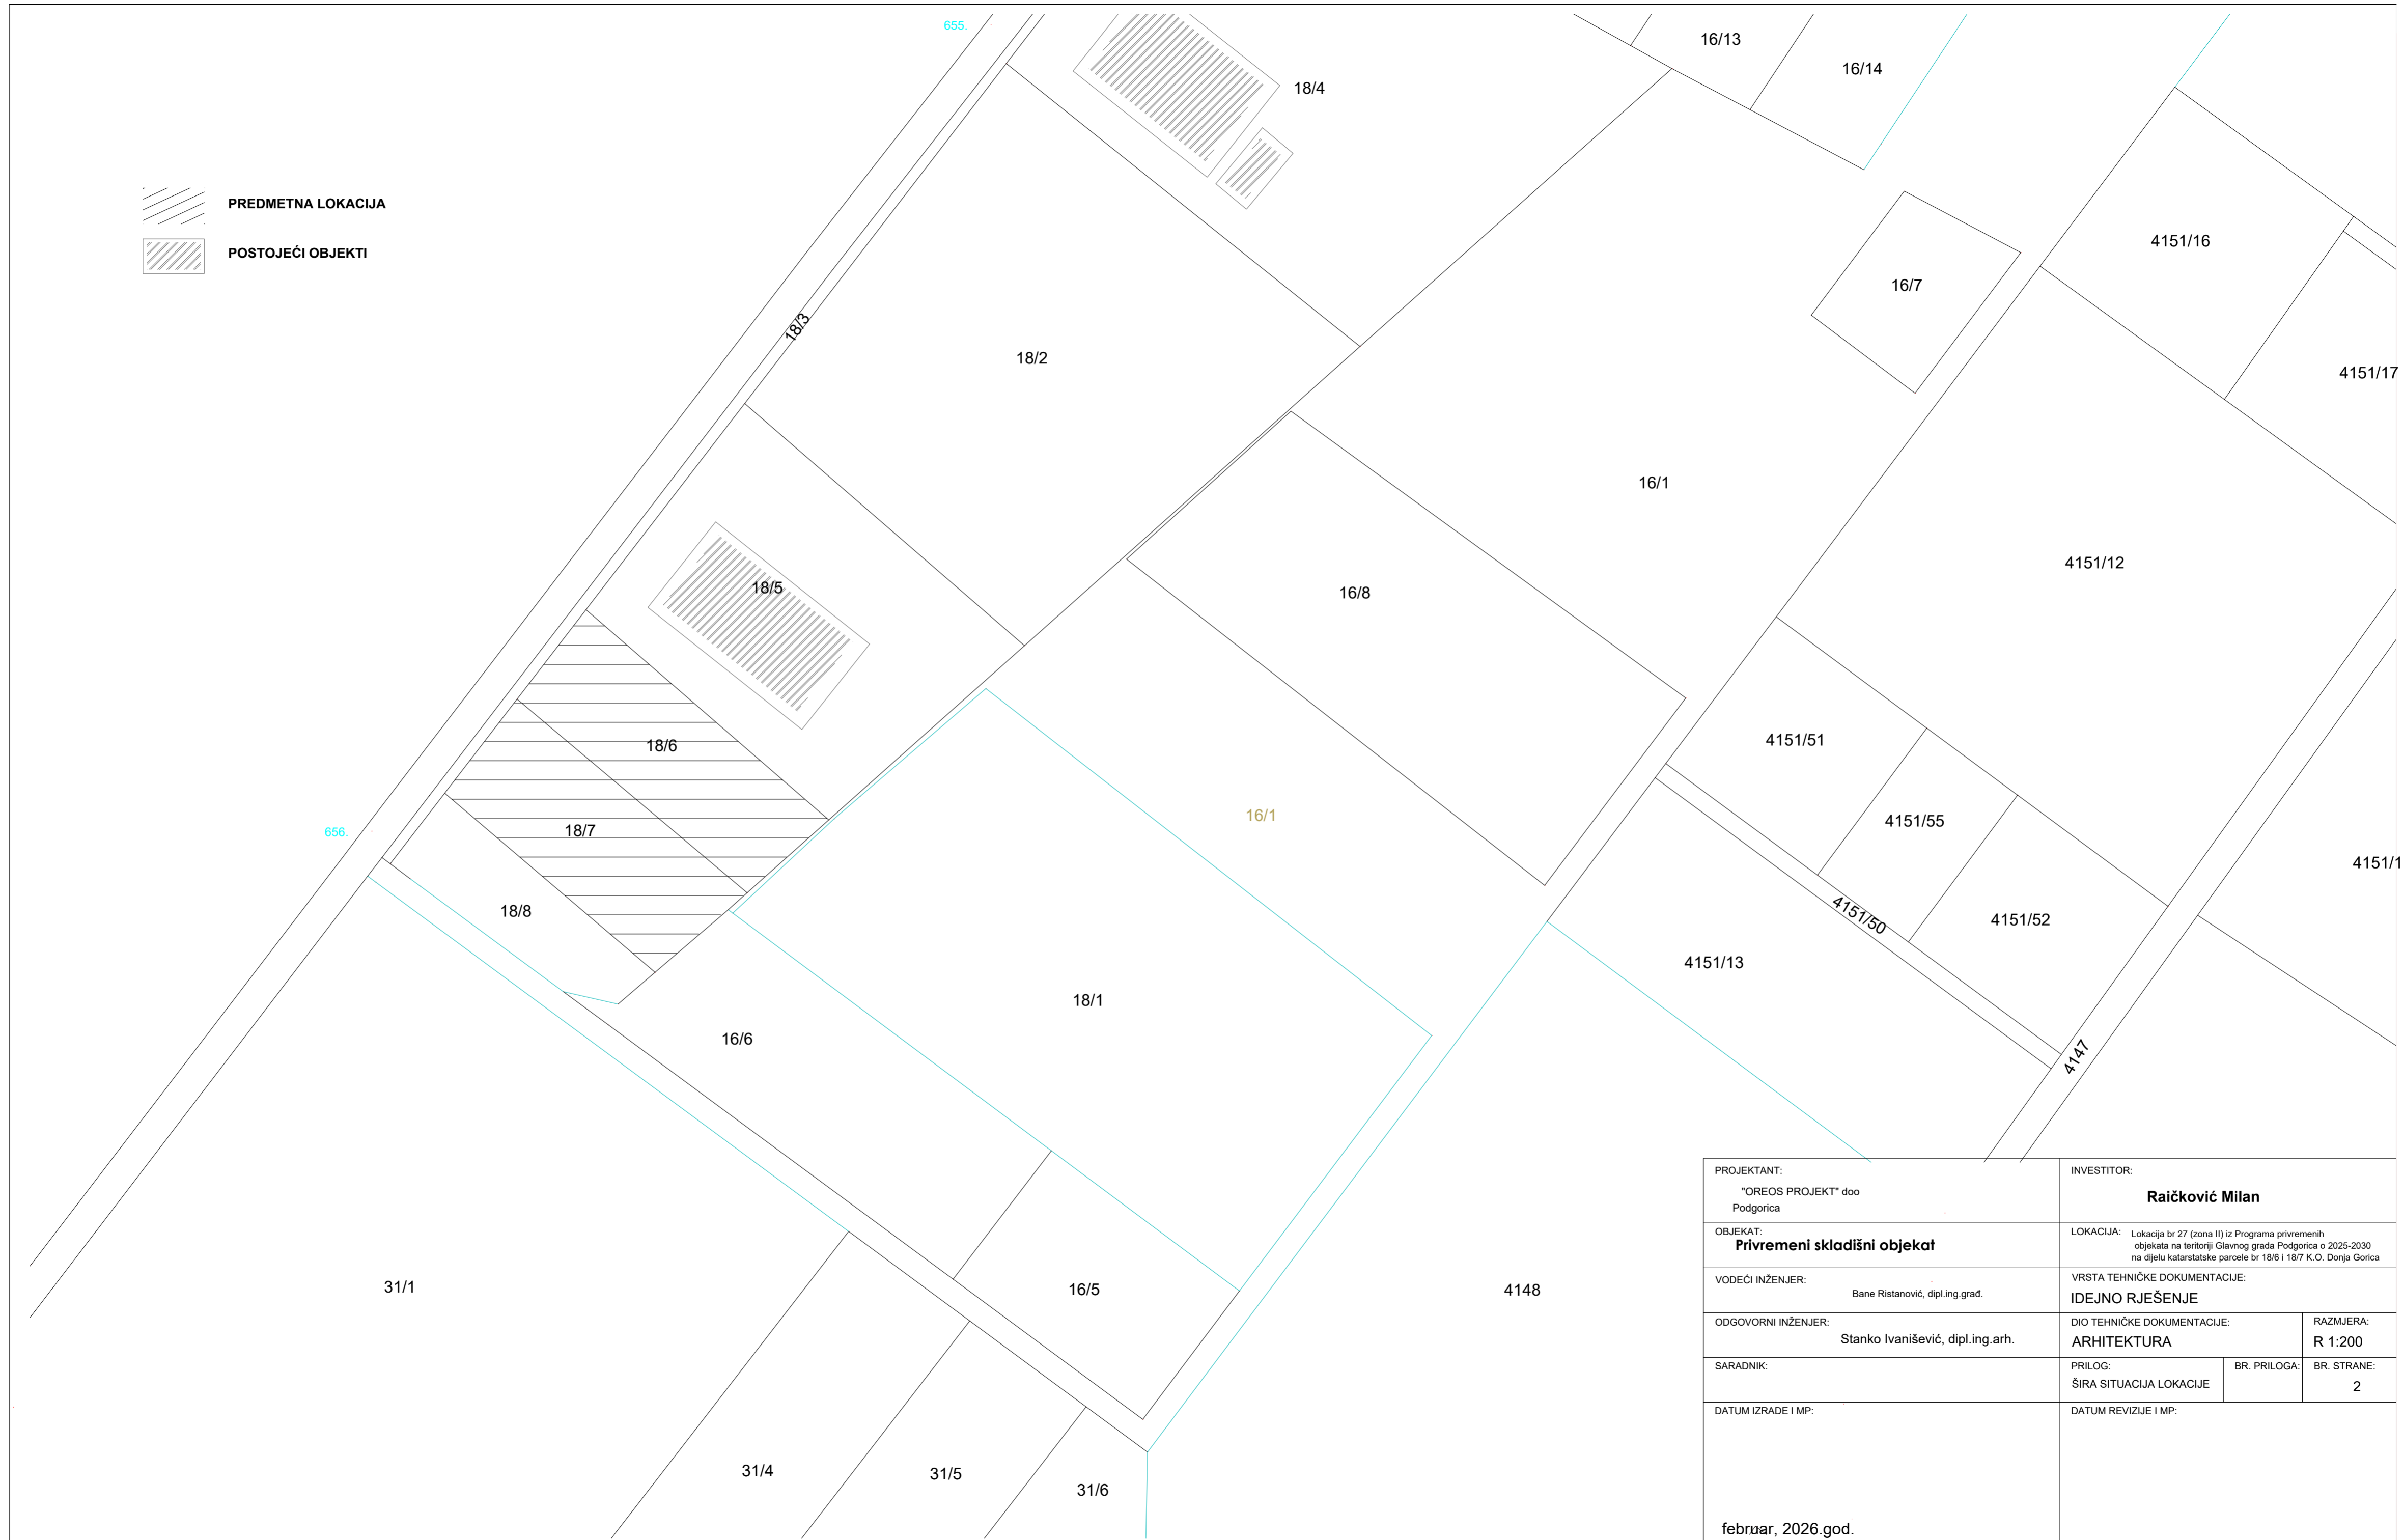 655.
16/13
16/14
18/4
PREDMETNA LOKACIJA
POSTOJEĆI OBJEKTI
4151/16
16/7
18/3
18/2
4151/17
16/1
4151/12
18/5
16/8
18/6
4151/51
16/1
4151/55
656.
18/7
4151/1
18/8
4151/50
4151/52
4151/13
18/1
16/6
4147
31/1
16/5
4148
31/4
31/5
31/6
PROJEKTANT:
"OREOS PROJEKT" doo
Podgorica
INVESTITOR:
Raičković Milan
OBJEKAT:
Privremeni skladišni objekat
LOKACIJA: Lokacija br 27 (zona II) iz Programa privremenih
objekata na teritoriji Glavnog grada Podgorica o 2025-2030
na dijelu katarstatske parcele br 18/6 i 18/7 K.O. Donja Gorica
VODEĆI INŽENJER:
Bane Ristanović, dipl.ing.građ.
VRSTA TEHNIČKE DOKUMENTACIJE:
IDEJNO RJEŠENJE
ODGOVORNI INŽENJER:
Stanko Ivanišević, dipl.ing.arh.
DIO TEHNIČKE DOKUMENTACIJE:
ARHITEKTURA
RAZMJERA:
R 1:200
SARADNIK:
PRILOG:
ŠIRA SITUACIJA LOKACIJE
BR. PRILOGA:
BR. STRANE:
2
DATUM IZRADE I MP:
februar, 2026.god.
DATUM REVIZIJE I MP: